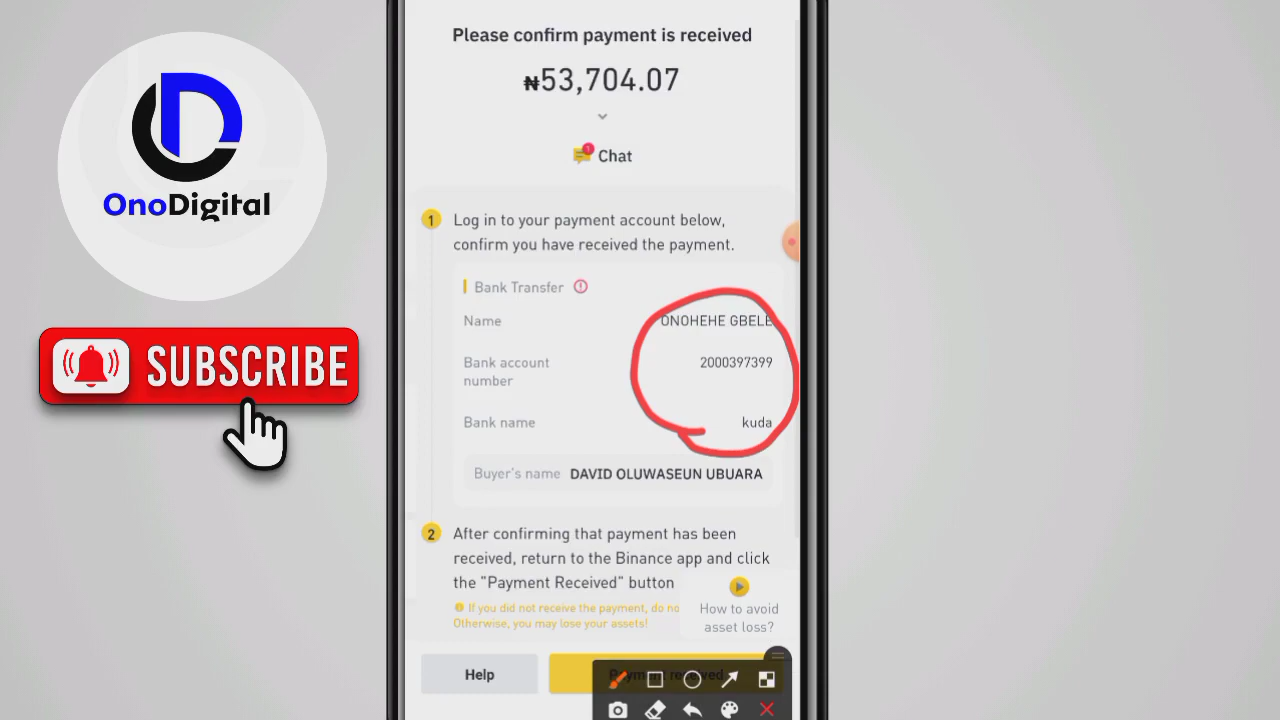 OnoDigital
SUBSCRIBE
Please confirm payment is received
₦53,704.07
1
Chat
1
Log in to your payment account below,
confirm you have received the payment.
Bank Transfer
Name ONOHEHE GBELE
Bank account
number
2000397399
Bank name kuda
Buyer's name DAVID OLUWASEUN UBUARA
2
After confirming that payment has been
received, return to the Binance app and click
the "Payment Received" button
If you did not receive the payment, do no
Otherwise, you may lose your assets!
How to avoid
asset loss?
Help